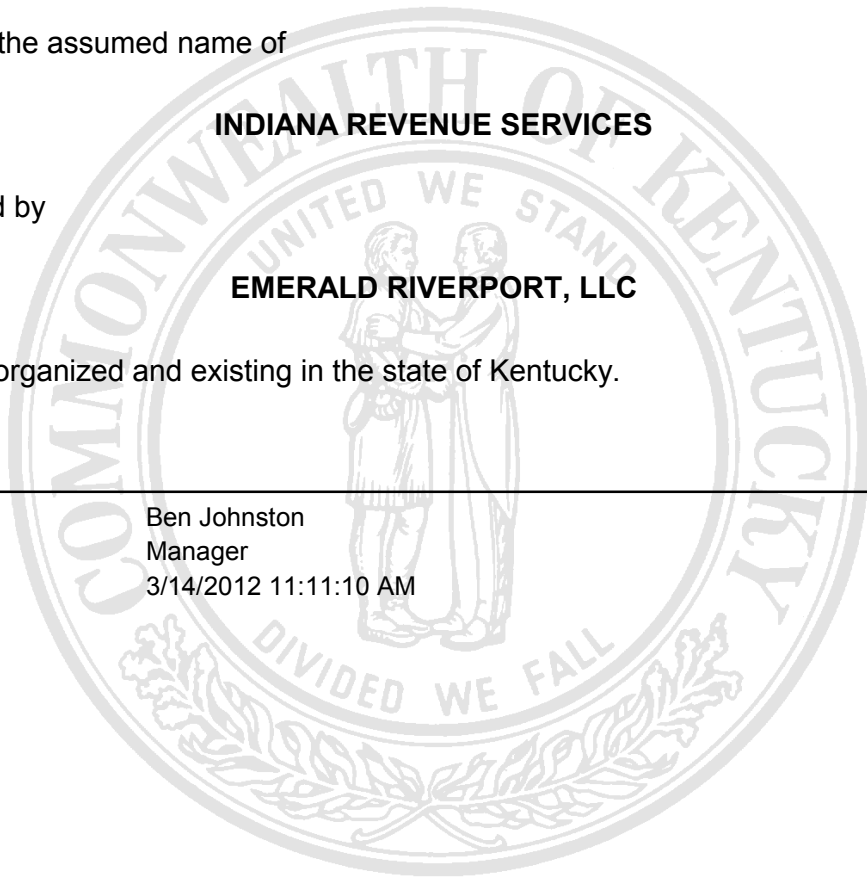 the assumed name of
INDIANA REVENUE SERVICES
d by
EMERALD RIVERPORT, LLC
organized and existing in the state of Kentucky.
Ben Johnston
Manager
3/14/2012 11:11:10 AM
COMMONWEALTH OF KENTUCKY
UNITED WE STAND
DIVIDED WE FALL